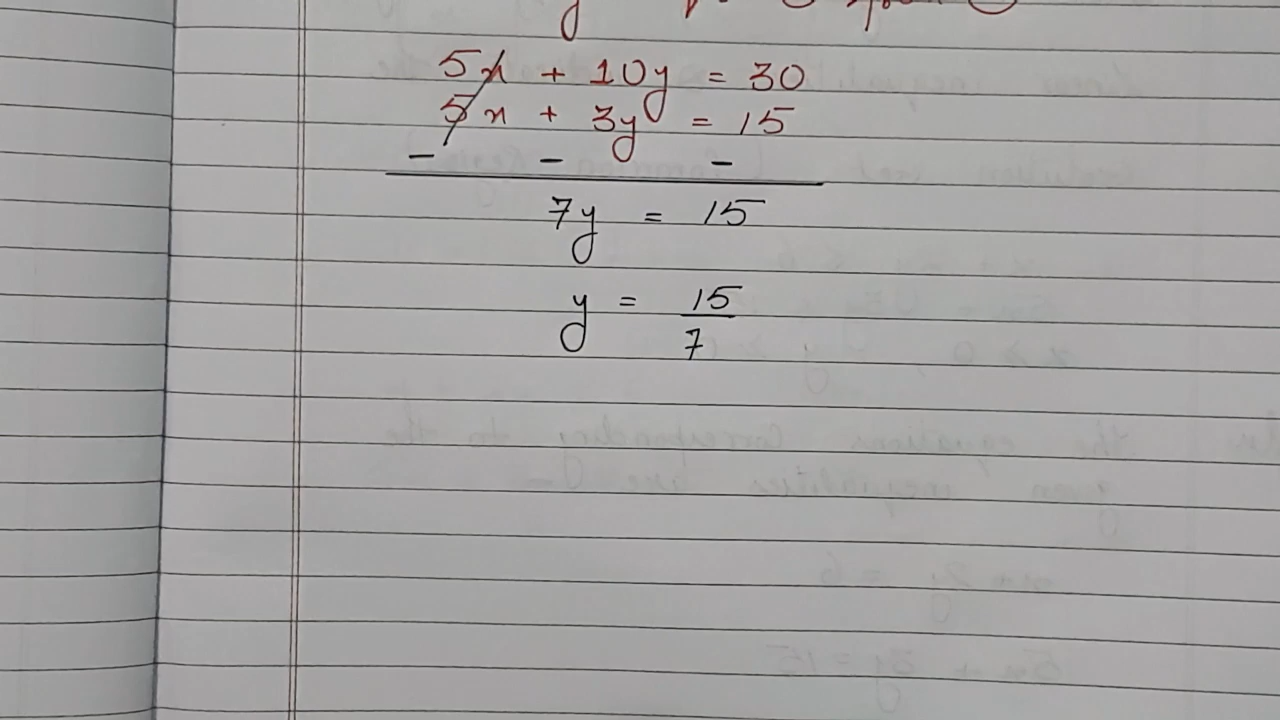 5x + 10y = 30
5x + 3y = 15
- - -
7y = 15
y = 15/7